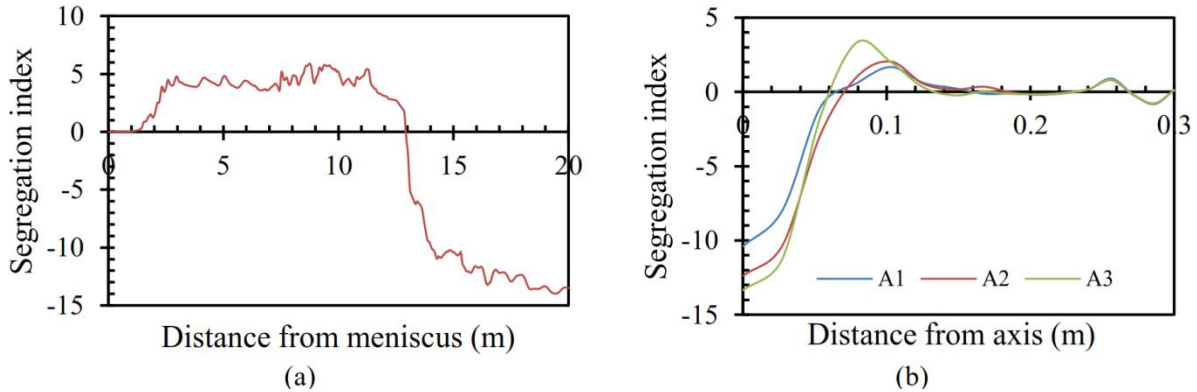 10
5
0
-5
-10
-15
0
5
10
15
20
Segregation index
Distance from meniscus (m)
(a)
5
0
-5
-10
-15
0
0.1
0.2
0.3
Segregation index
A1 A2 A3
Distance from axis (m)
(b)